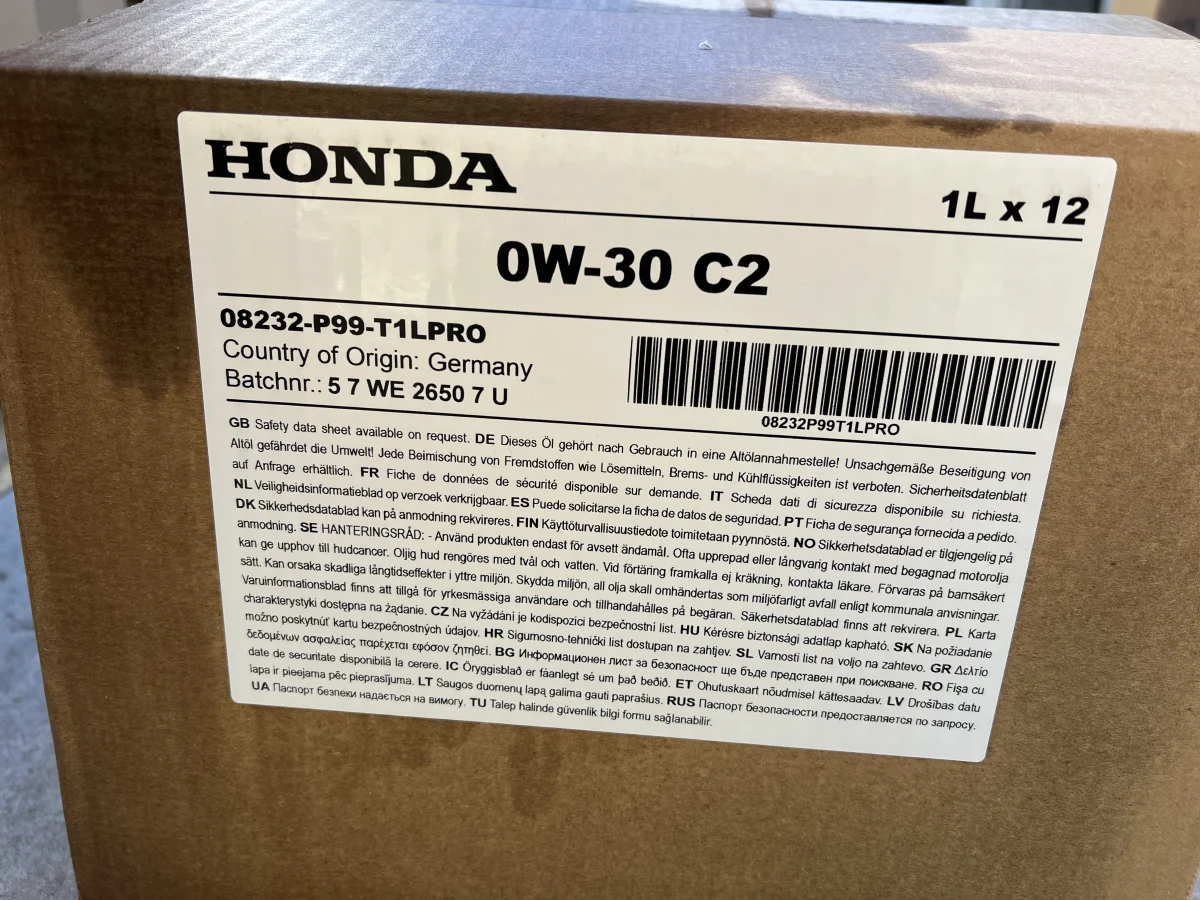 HONDA
1L x 12
0W-30 C2
08232-P99-T1LPRO
Country of Origin: Germany
Batchnr.: 5 7 WE 2650 7 U
08232P99T1LPRO
GB Safety data sheet available on request. DE Dieses Öl gehört nach Gebrauch in eine Altölannahmestelle! Unsachgemäße Beseitigung von
Altöl gefährdet die Umwelt! Jede Beimischung von Fremdstoffen wie Lösemitteln, Brems- und Kühlflüssigkeiten ist verboten. Sicherheitsdatenblatt
auf Anfrage erhältlich. FR Fiche de données de sécurité disponible sur demande. IT Scheda dati di sicurezza disponibile su richiesta.
NL Veiligheidsinformatieblad op verzoek verkrijgbaar. ES Puede solicitarse la ficha de datos de seguridad. PT Ficha de segurança fornecida a pedido.
DK Sikkerhedsdatablad kan på anmodning rekvireres. FIN Käyttöturvallisuustiedote toimitetaan pyynnöstä. NO Sikkerhetsdatablad er tilgjengelig på
anmodning. SE HANTERINGSRÅD: - Använd produkten endast för avsett ändamål. Ofta upprepad eller långvarig kontakt med begagnad motorolja
kan ge upphov till hudcancer. Oljig hud rengöres med tvål och vatten. Vid förtäring framkalla ej kräkning, kontakta läkare. Förvaras på barnsäkert
sätt. Kan orsaka skadliga långtidseffekter i yttre miljön. Skydda miljön, all olja skall omhändertas som miljöfarligt avfall enligt kommunala anvisningar.
Varuinformationsblad finns att tillgå för yrkesmässiga användare och tillhandahålles på begäran. Säkerhetsdatablad finns att rekvirera. PL Karta
charakterystyki dostępna na żądanie. CZ Na vyžádání je kodispozici bezpečnostní list. HU Kérésre biztonsági adatlap kapható. SK Na požiadanie
možno poskytnúť kartu bezpečnostných údajov. HR Sigurnosno-tehnički list dostupan na zahtjev. SL Varnosti list na voljo na zahtevo. GR Δελτίο
δεδομένων ασφαλείας παρέχεται εφόσον ζητηθεί. BG Информационен лист за безопасност ще бъде представен при поискване. RO Fişa cu
date de securitate disponibilă la cerere. IC Öryggisblað er fáanlegt sé um það beðið. ET Ohutuskaart nõudmisel kättesaadav. LV Drošības datu
lapa ir pieejama pēc pieprasījuma. LT Saugos duomenų lapą galima gauti paprašius. RUS Паспорт безопасности предоставляется по запросу.
UA Паспорт безпеки надається на вимогу. TU Talep halinde güvenlik bilgi formu sağlanabilir.